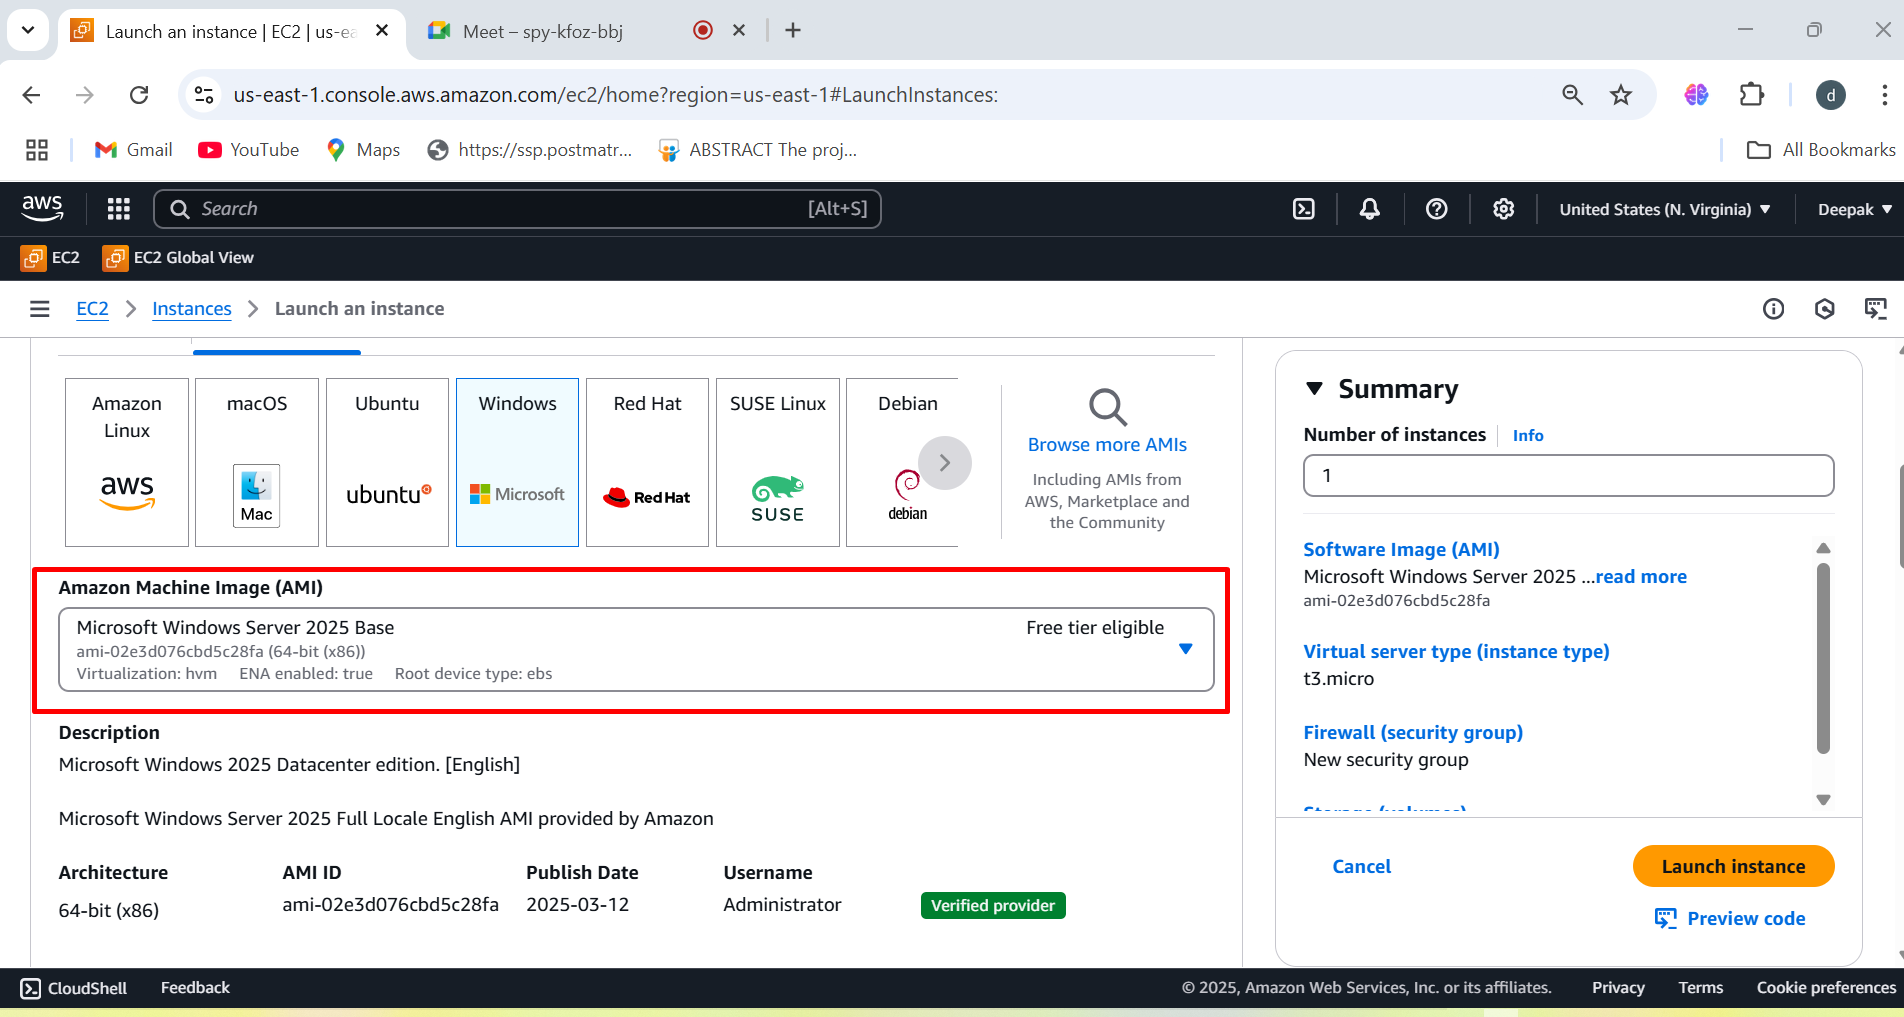 Launch an instance | EC2 | us-ea
Meet – spy-kfoz-bbj
us-east-1.console.aws.amazon.com/ec2/home?region=us-east-1#LaunchInstances:
d
Gmail
YouTube
Maps
https://ssp.postmatr...
ABSTRACT The proj...
All Bookmarks
aws
Search
[Alt+S]
United States (N. Virginia)
Deepak
EC2
EC2 Global View
EC2
Instances
Launch an instance
Amazon
Linux
aws
macOS
Mac
Ubuntu
ubuntu
Windows
Microsoft
Red Hat
Red Hat
SUSE Linux
SUSE
Debian
debian
Browse more AMIs
Including AMIs from
AWS, Marketplace and
the Community
Amazon Machine Image (AMI)
Microsoft Windows Server 2025 Base
Free tier eligible
ami-02e3d076cbd5c28fa (64-bit (x86))
Virtualization: hvm ENA enabled: true Root device type: ebs
Description
Microsoft Windows 2025 Datacenter edition. [English]
Microsoft Windows Server 2025 Full Locale English AMI provided by Amazon
Architecture
64-bit (x86)
AMI ID
ami-02e3d076cbd5c28fa
Publish Date
2025-03-12
Username
Administrator
Verified provider
Summary
Number of instances
Info
1
Software Image (AMI)
Microsoft Windows Server 2025 ...read more
ami-02e3d076cbd5c28fa
Virtual server type (instance type)
t3.micro
Firewall (security group)
New security group
Storage (volumes)
Cancel
Launch instance
Preview code
CloudShell
Feedback
© 2025, Amazon Web Services, Inc. or its affiliates.
Privacy
Terms
Cookie preferences